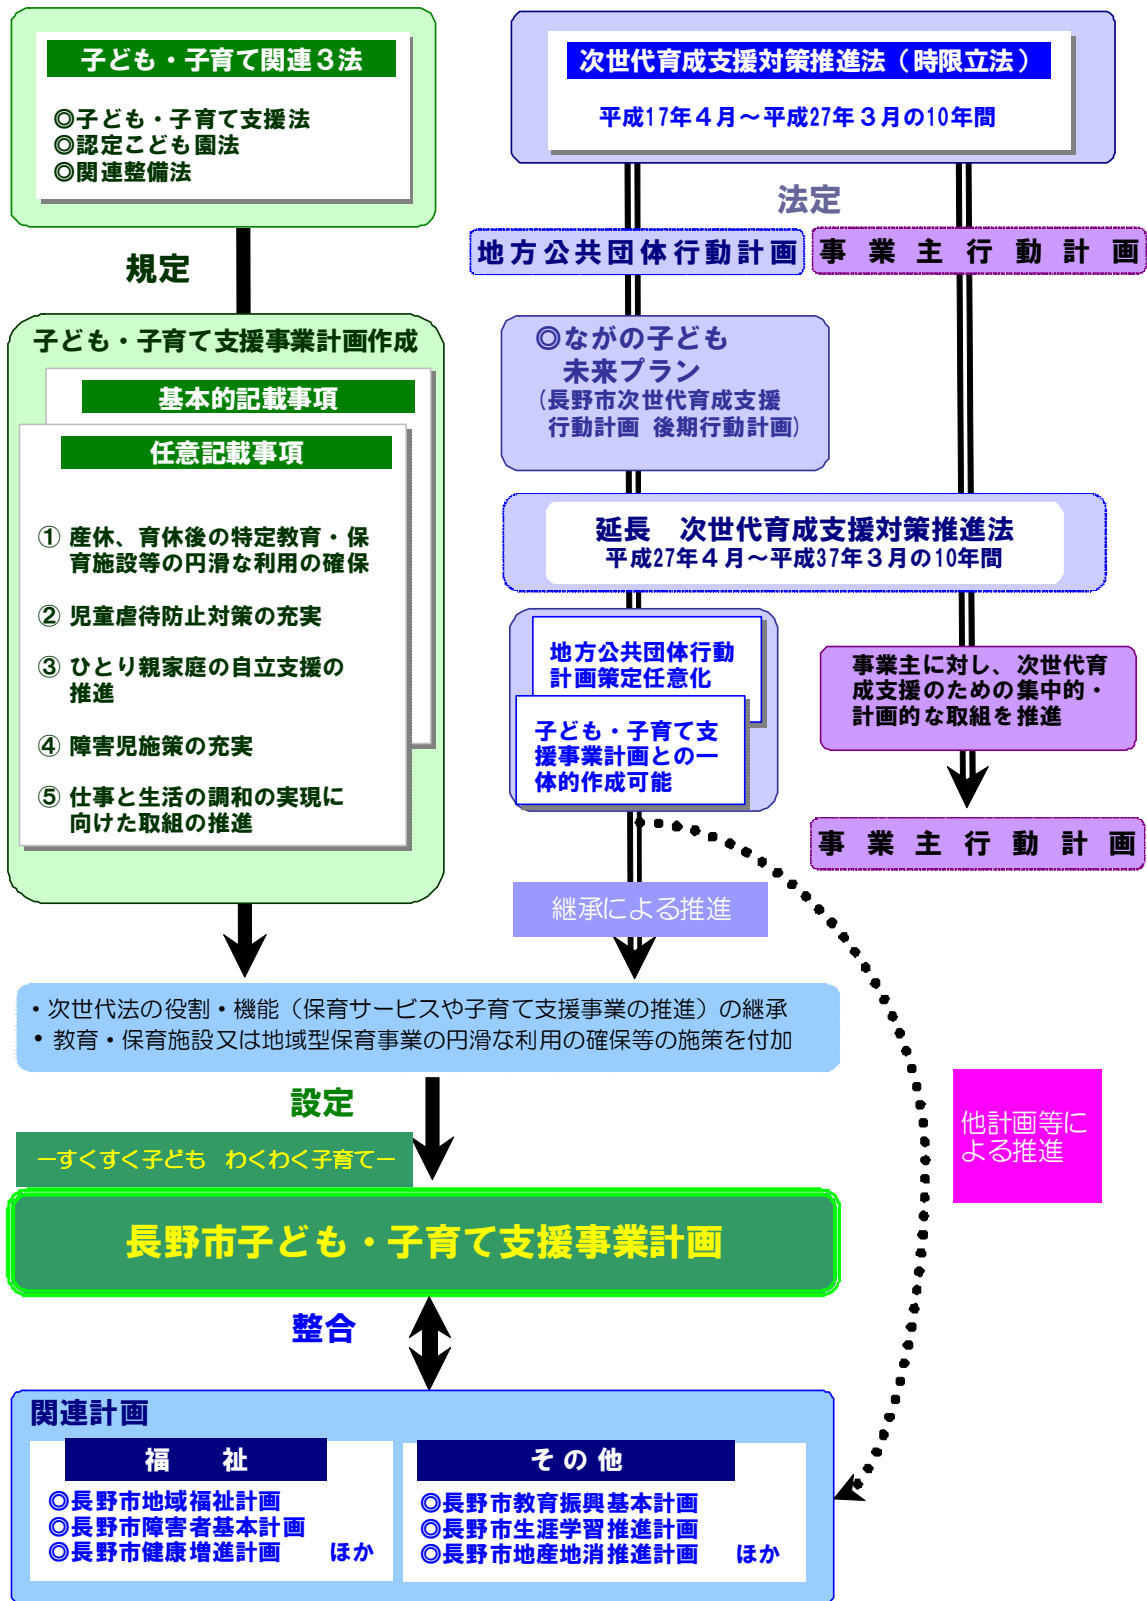 子ども・子育て関連３法
◎子ども・子育て支援法
◎認定こども園法
◎関連整備法
規定
子ども・子育て支援事業計画作成
基本的記載事項
任意記載事項
① 産休、育休後の特定教育・保
育施設等の円滑な利用の確保
② 児童虐待防止対策の充実
③ ひとり親家庭の自立支援の
推進
④ 障害児施策の充実
⑤ 仕事と生活の調和の実現に
向けた取組の推進
次世代育成支援対策推進法（時限立法）
平成17年４月～平成27年３月の10年間
法定
地方公共団体行動計画
事業主行動計画
◎ながの子ども
未来プラン
(長野市次世代育成支援
行動計画 後期行動計画)
延長　次世代育成支援対策推進法
平成27年４月～平成37年３月の10年間
地方公共団体行動
計画策定任意化
子ども・子育て支
援事業計画との一
体的作成可能
事業主に対し、次世代育
成支援のための集中的・
計画的な取組を推進
事業主行動計画
継承による推進
・次世代法の役割・機能（保育サービスや子育て支援事業の推進）の継承
・教育・保育施設又は地域型保育事業の円滑な利用の確保等の施策を付加
設定
他計画等に
よる推進
ーすくすく子ども　わくわく子育てー
長野市子ども・子育て支援事業計画
整合
関連計画
福　祉
◎長野市地域福祉計画
◎長野市障害者基本計画
◎長野市健康増進計画　　ほか
その他
◎長野市教育振興基本計画
◎長野市生涯学習推進計画
◎長野市地産地消推進計画　　ほか